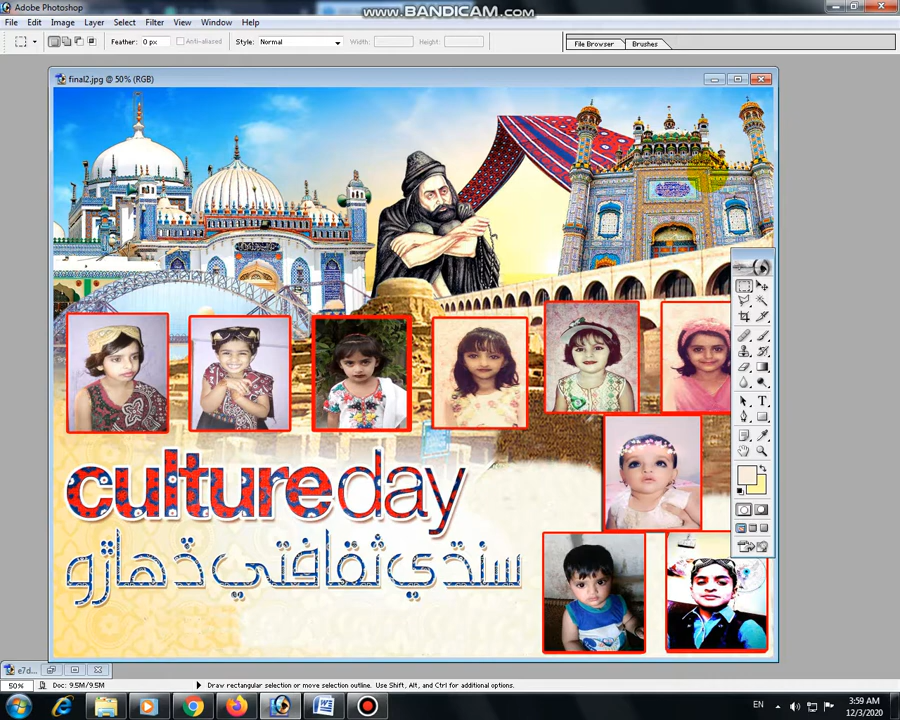 Adobe Photoshop
www.BANDICAM.com
File Edit Image Layer Select Filter View Window Help
Feather: 0 px Anti-aliased Style: Normal Width: Height: File Browser Brushes
final2.jpg @ 50% (RGB)
cultureday
سنڌي ثقافتي ڏهاڙو
e7d...
50% Doc: 9.5M/9.5M Draw rectangular selection or move selection outline. Use Shift, Alt, and Ctrl for additional options.
EN 3:59 AM
12/3/2020